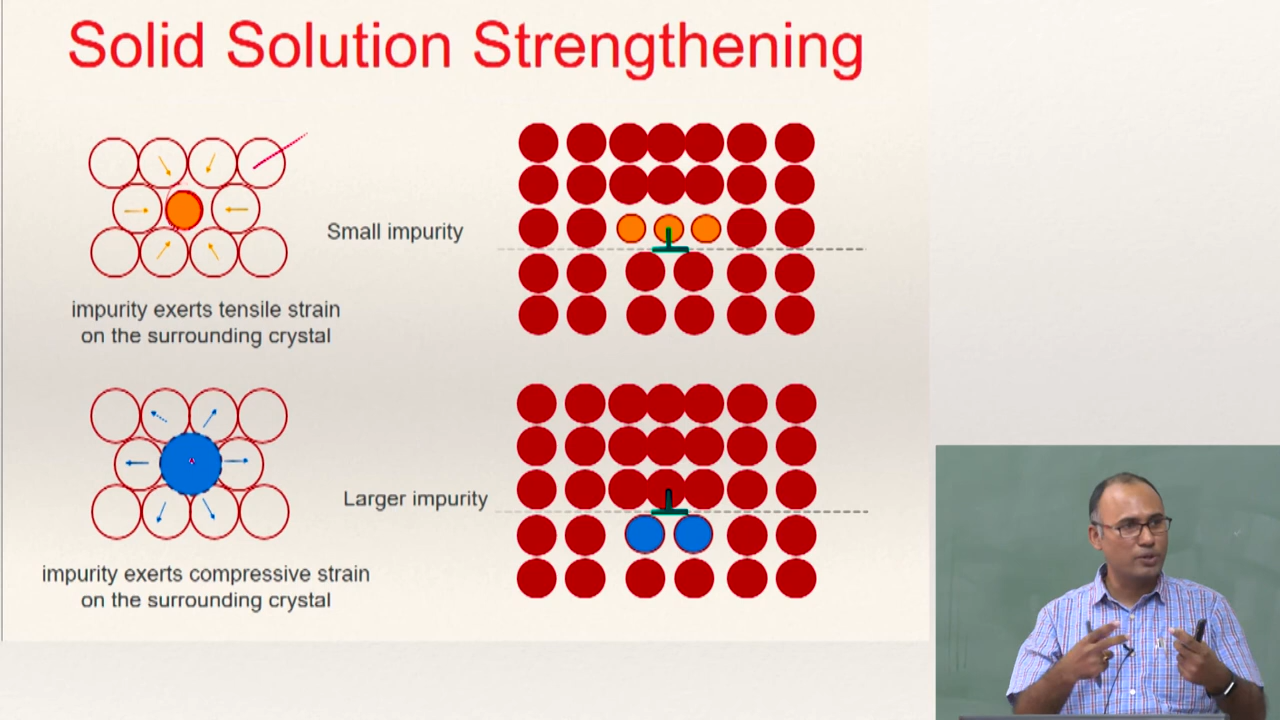 Solid Solution Strengthening
Small impurity
impurity exerts tensile strain
on the surrounding crystal
Larger impurity
impurity exerts compressive strain
on the surrounding crystal